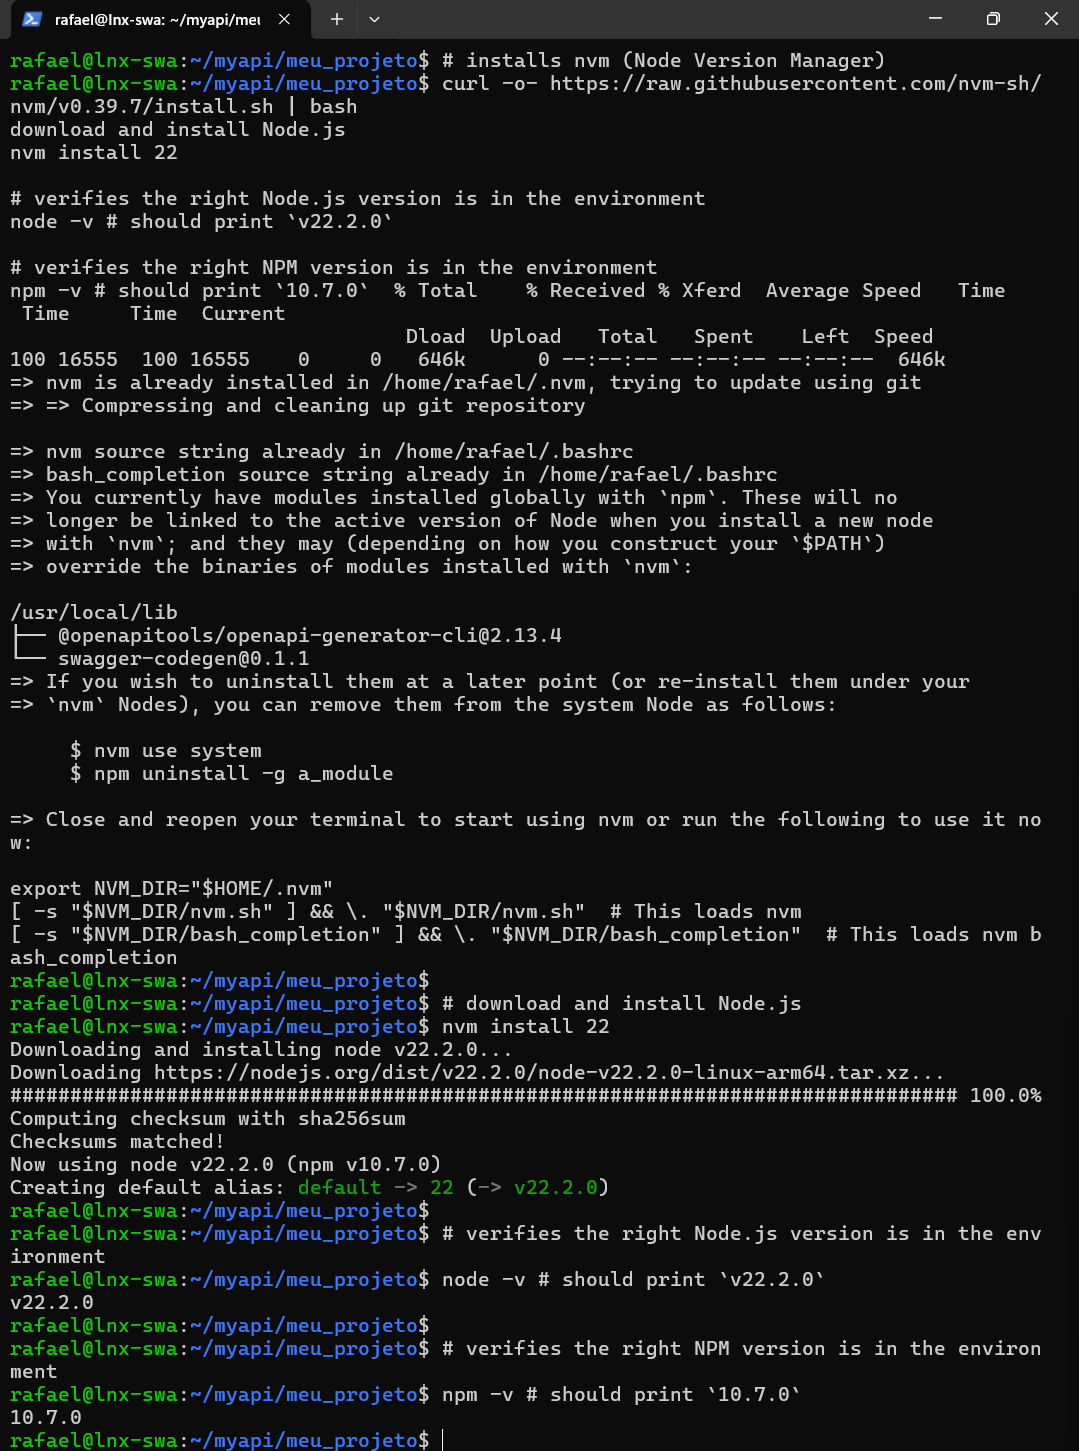 rafael@lnx-swa: ~/myapi/meu
rafael@lnx-swa:~/myapi/meu_projeto$ # installs nvm (Node Version Manager)
rafael@lnx-swa:~/myapi/meu_projeto$ curl -o- https://raw.githubusercontent.com/nvm-sh/
nvm/v0.39.7/install.sh | bash
download and install Node.js
nvm install 22
# verifies the right Node.js version is in the environment
node -v # should print `v22.2.0`
# verifies the right NPM version is in the environment
npm -v # should print `10.7.0`  % Total    % Received % Xferd  Average Speed   Time
 Time     Time  Current
                                 Dload  Upload   Total   Spent    Left  Speed
100 16555  100 16555    0     0   646k      0 --:--:-- --:--:-- --:--:--  646k
=> nvm is already installed in /home/rafael/.nvm, trying to update using git
=> => Compressing and cleaning up git repository
=> nvm source string already in /home/rafael/.bashrc
=> bash_completion source string already in /home/rafael/.bashrc
=> You currently have modules installed globally with `npm`. These will no
=> longer be linked to the active version of Node when you install a new node
=> with `nvm`; and they may (depending on how you construct your `$PATH`)
=> override the binaries of modules installed with `nvm`:
/usr/local/lib
├── @openapitools/openapi-generator-cli@2.13.4
└── swagger-codegen@0.1.1
=> If you wish to uninstall them at a later point (or re-install them under your
=> `nvm` Nodes), you can remove them from the system Node as follows:
     $ nvm use system
     $ npm uninstall -g a_module
=> Close and reopen your terminal to start using nvm or run the following to use it no
w:
export NVM_DIR="$HOME/.nvm"
[ -s "$NVM_DIR/nvm.sh" ] && \. "$NVM_DIR/nvm.sh"  # This loads nvm
[ -s "$NVM_DIR/bash_completion" ] && \. "$NVM_DIR/bash_completion"  # This loads nvm b
ash_completion
rafael@lnx-swa:~/myapi/meu_projeto$
rafael@lnx-swa:~/myapi/meu_projeto$ # download and install Node.js
rafael@lnx-swa:~/myapi/meu_projeto$ nvm install 22
Downloading and installing node v22.2.0...
Downloading https://nodejs.org/dist/v22.2.0/node-v22.2.0-linux-arm64.tar.xz...
############################################################################### 100.0%
Computing checksum with sha256sum
Checksums matched!
Now using node v22.2.0 (npm v10.7.0)
Creating default alias: default -> 22 (-> v22.2.0)
rafael@lnx-swa:~/myapi/meu_projeto$
rafael@lnx-swa:~/myapi/meu_projeto$ # verifies the right Node.js version is in the env
ironment
rafael@lnx-swa:~/myapi/meu_projeto$ node -v # should print `v22.2.0`
v22.2.0
rafael@lnx-swa:~/myapi/meu_projeto$
rafael@lnx-swa:~/myapi/meu_projeto$ # verifies the right NPM version is in the environ
ment
rafael@lnx-swa:~/myapi/meu_projeto$ npm -v # should print `10.7.0`
10.7.0
rafael@lnx-swa:~/myapi/meu_projeto$